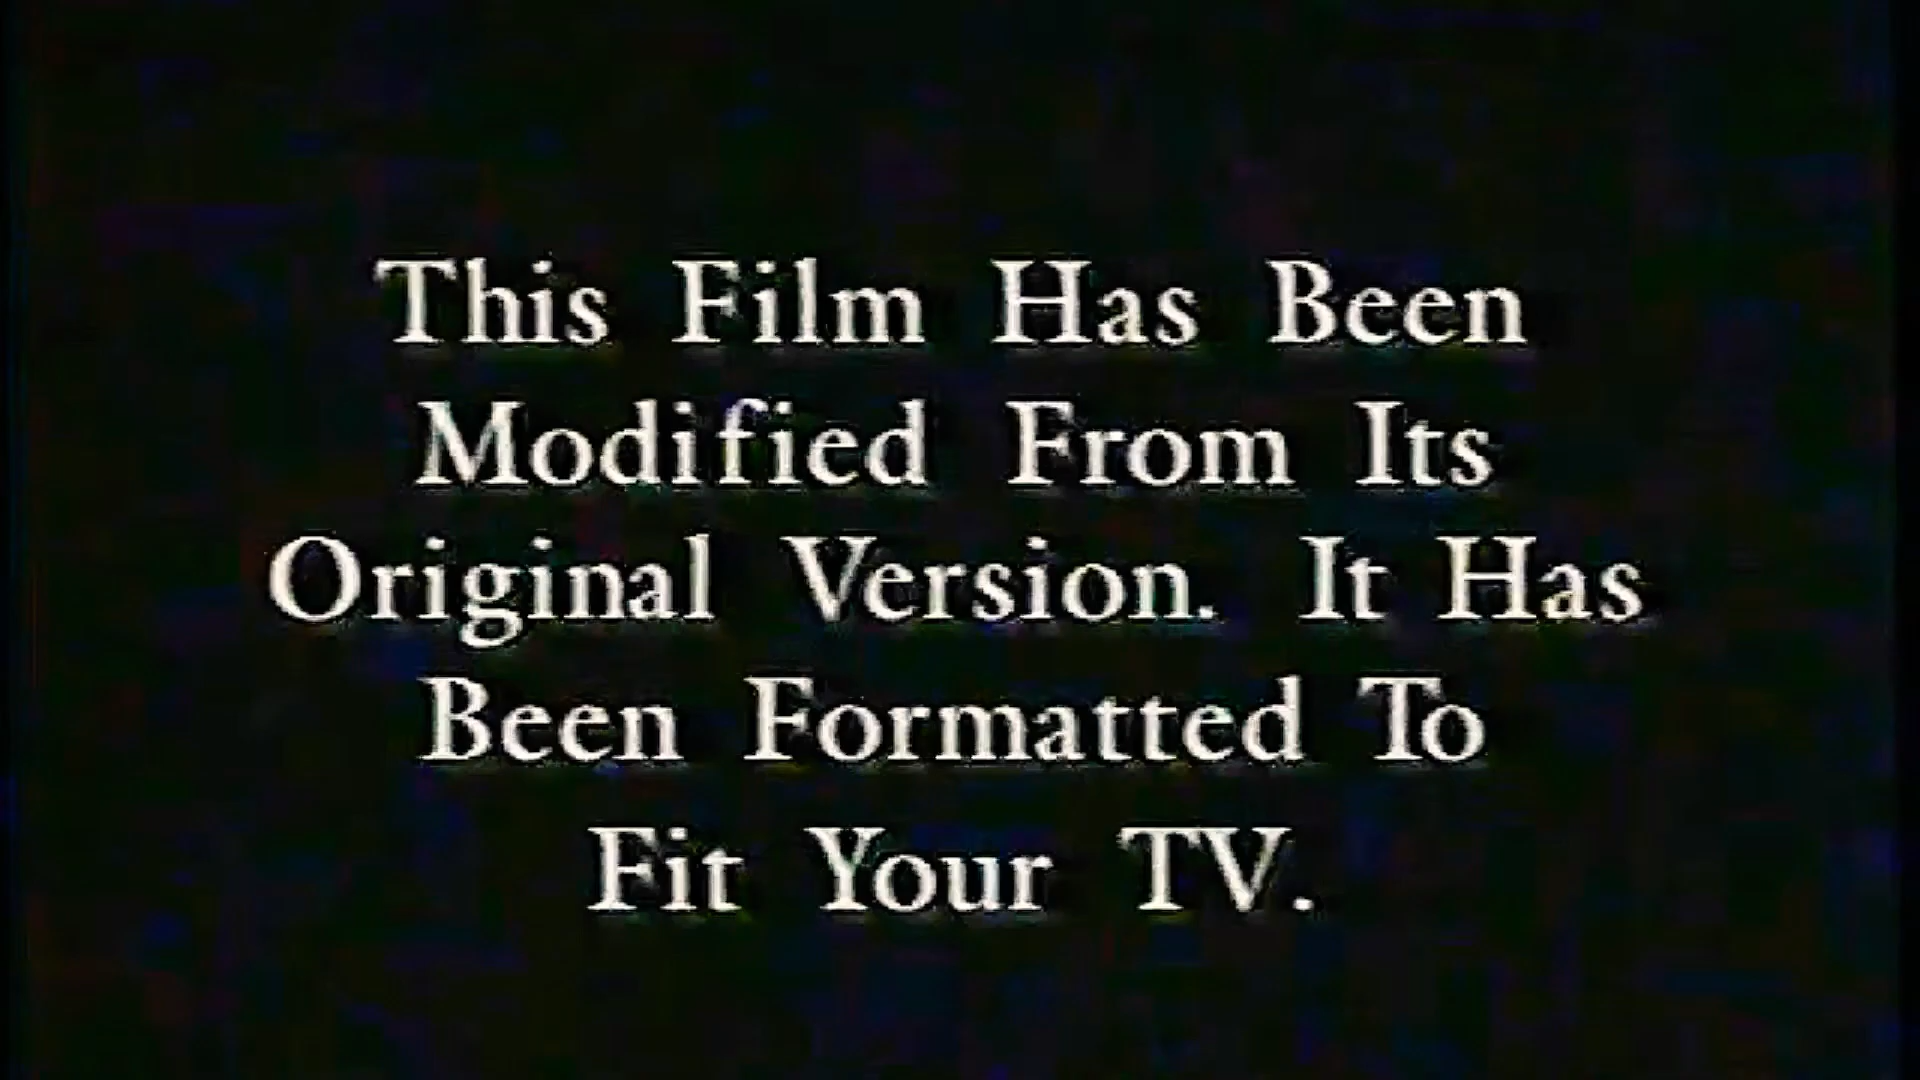 This Film Has Been
Modified From Its
Original Version. It Has
Been Formatted To
Fit Your TV.